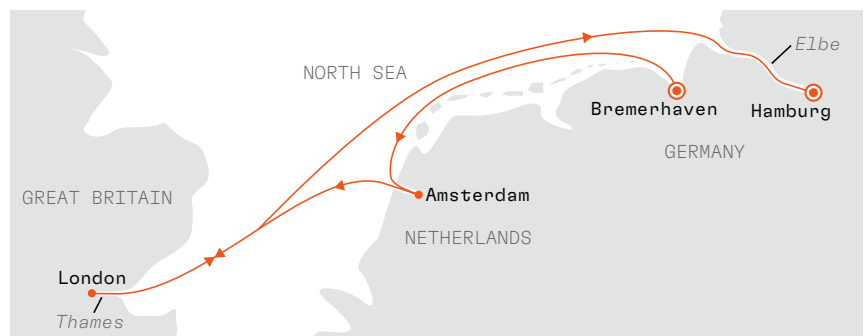 Elbe
NORTH SEA
Bremerhaven
Hamburg
GERMANY
GREAT BRITAIN
Amsterdam
NETHERLANDS
London
Thames